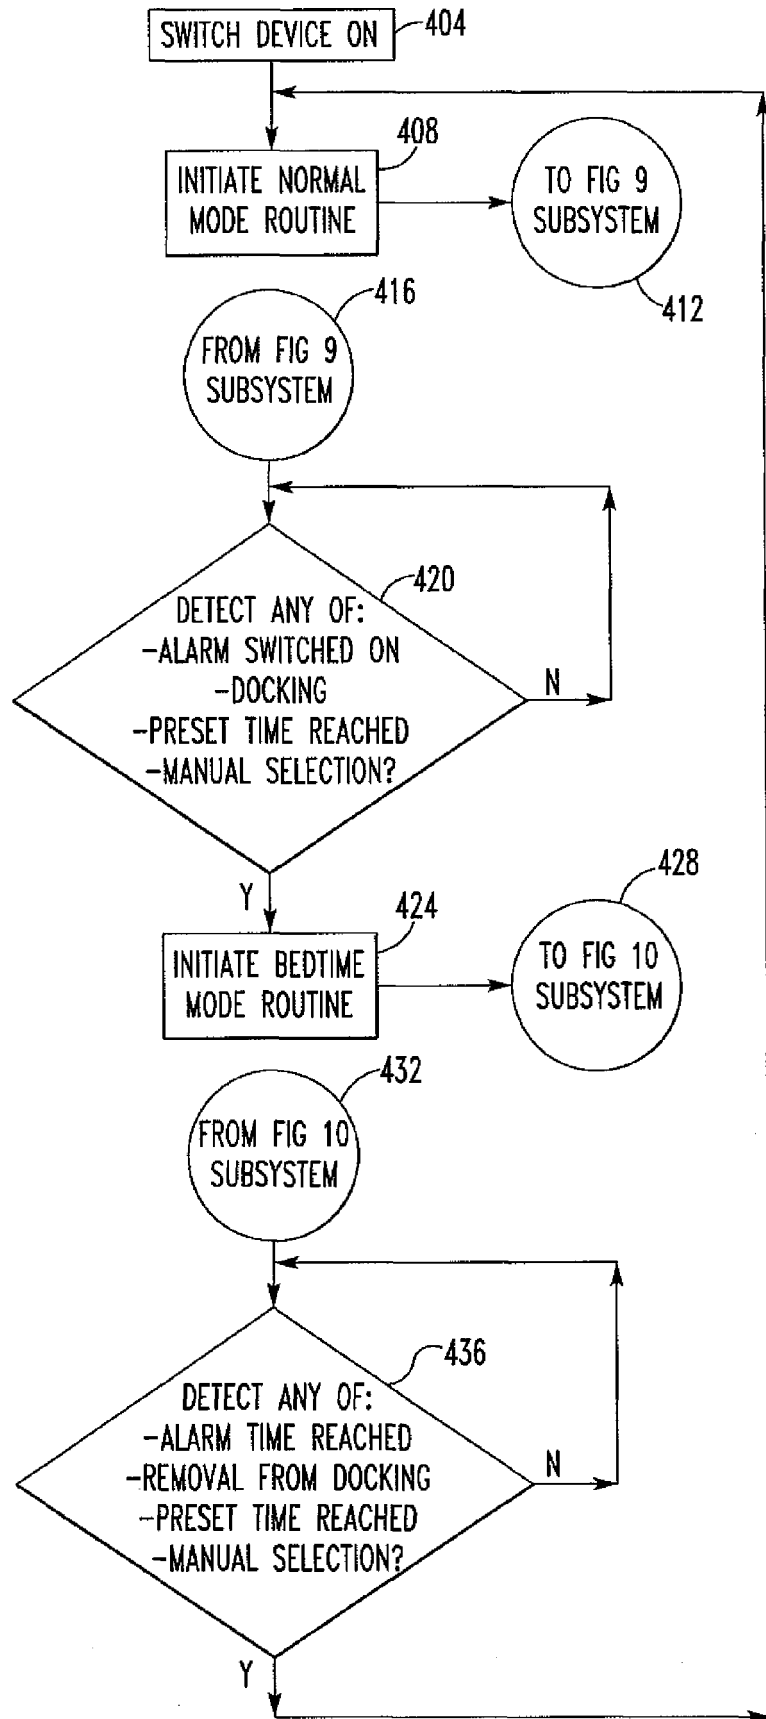 SWITCH DEVICE ON
404
408
INITIATE NORMAL
MODE ROUTINE
TO FIG 9
SUBSYSTEM
412
416
FROM FIG 9
SUBSYSTEM
420
DETECT ANY OF:
-ALARM SWITCHED ON
-DOCKING
-PRESET TIME REACHED
-MANUAL SELECTION?
N
Y
424
INITIATE BEDTIME
MODE ROUTINE
428
TO FIG 10
SUBSYSTEM
432
FROM FIG 10
SUBSYSTEM
436
DETECT ANY OF:
-ALARM TIME REACHED
-REMOVAL FROM DOCKING
-PRESET TIME REACHED
-MANUAL SELECTION?
N
Y